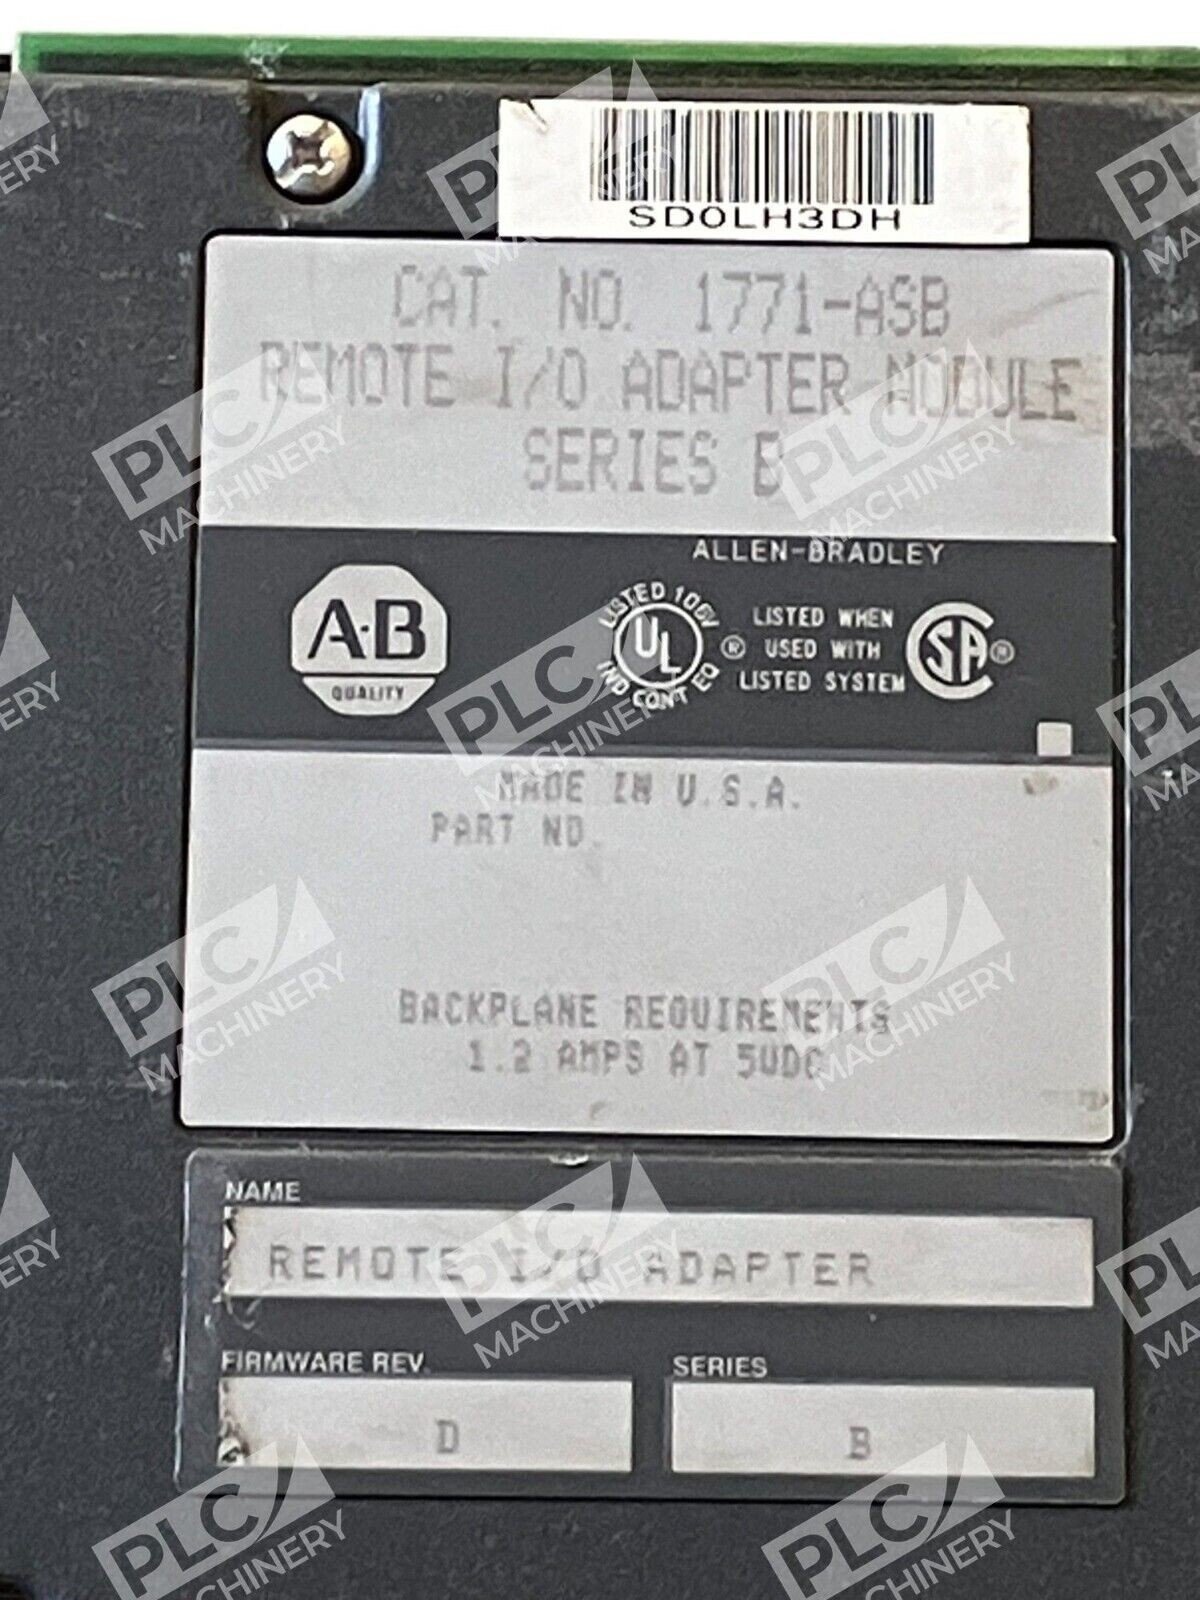 SD0LH3DH
CAT. NO. 1771-ASB
REMOTE I/O ADAPTER MODULE
SERIES B
ALLEN-BRADLEY
A·B
QUALITY
LISTED 106V
UL
IND CONT EQ
®
LISTED WHEN
USED WITH
LISTED SYSTEM
SA ®
MADE IN U.S.A.
PART NO.
BACKPLANE REQUIREMENTS
1.2 AMPS AT 5VDC
NAME
REMOTE I/O ADAPTER
FIRMWARE REV.
SERIES
D
B
PLC
MACHINERY